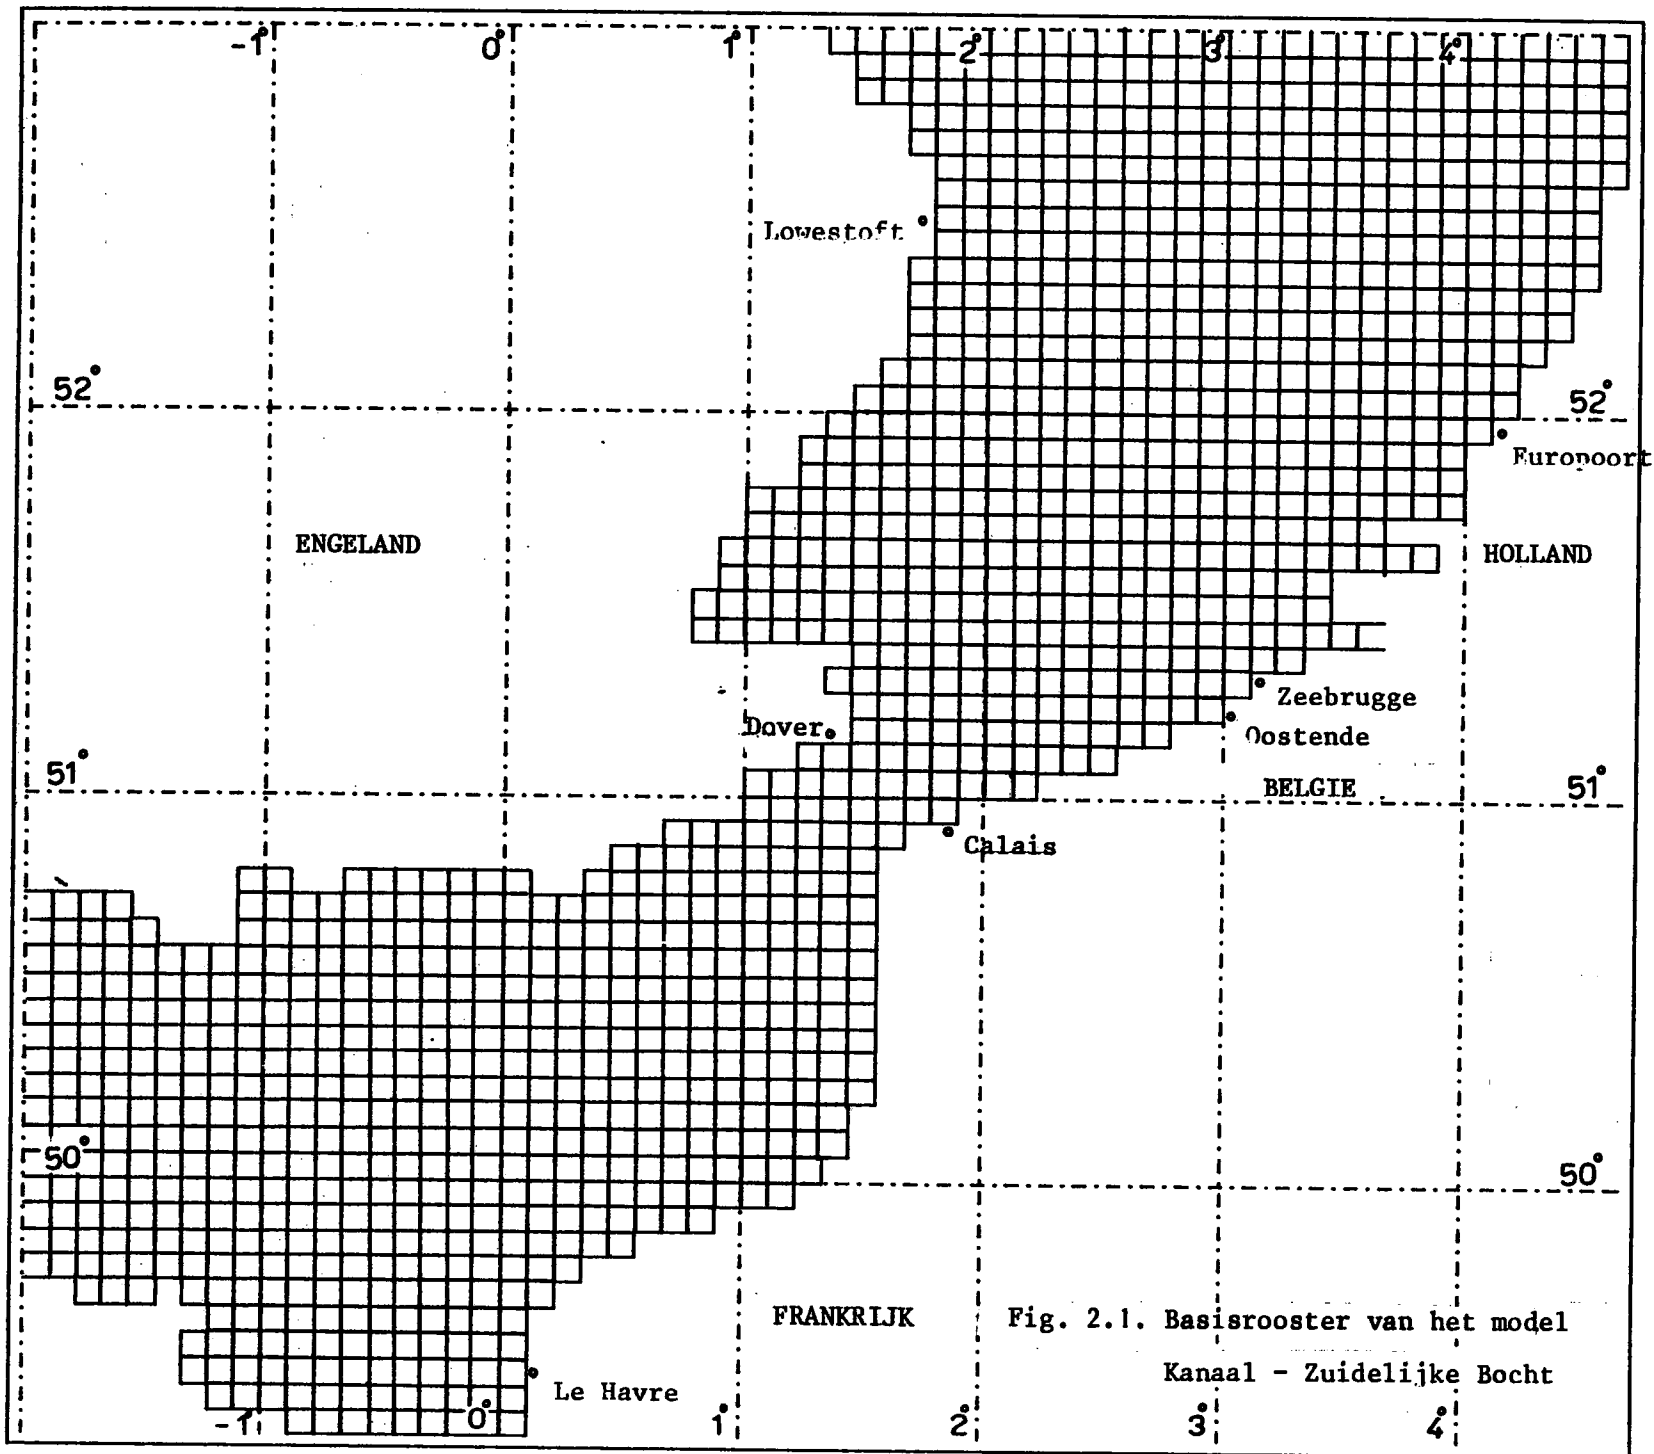 -1° 0° 1° 2° 3° 4°
Lowestoft
52° 52°
Europoort
ENGELAND
HOLLAND
Zeebrugge
Dover
Oostende
51° 51°
BELGIE
Calais
50° 50°
FRANKRIJK
Fig. 2.1. Basisrooster van het model
Kanaal - Zuidelijke Bocht
Le Havre
-1° 0° 1° 2° 3° 4°